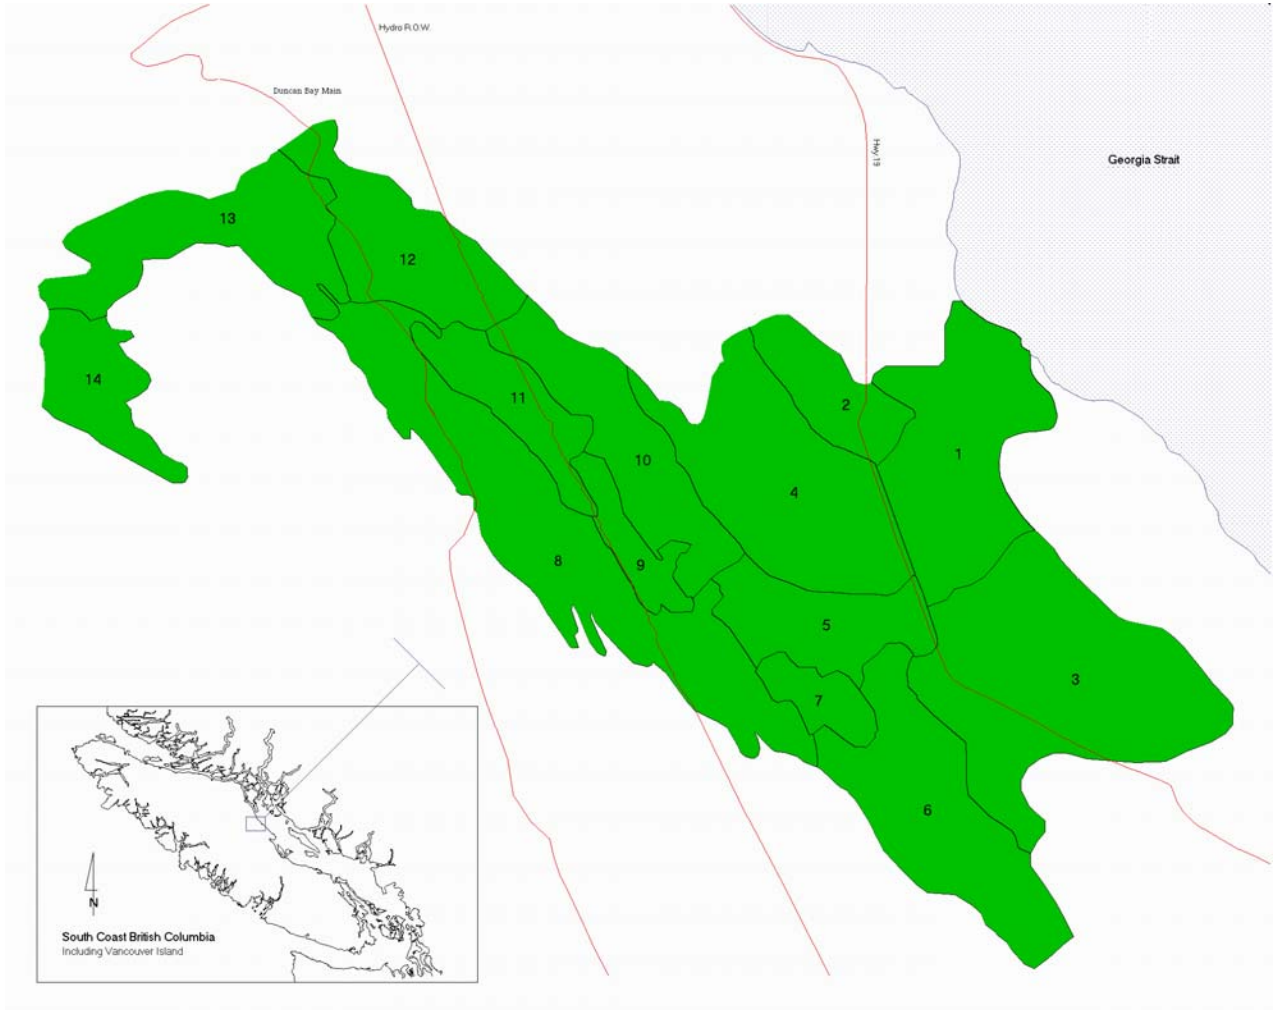 Hydro R.O.W.
Duncan Bay Main
Hwy 19
Georgia Strait
13
12
14
11
2
10
1
4
8
9
5
3
7
6
N
South Coast British Columbia
Including Vancouver Island